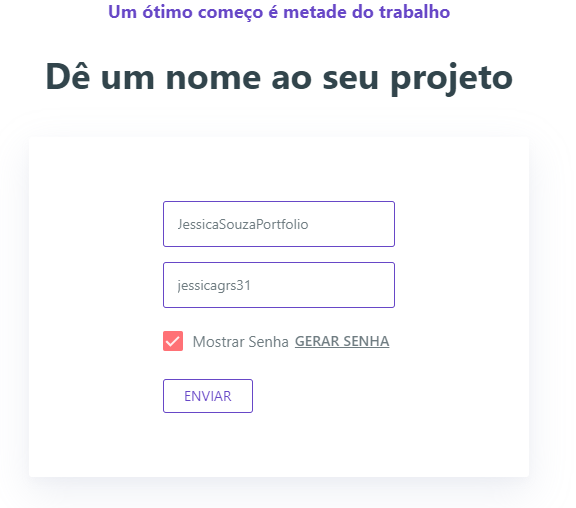 Um ótimo começo é metade do trabalho
Dê um nome ao seu projeto
JessicaSouzaPortfolio
jessicagrs31
Mostrar Senha GERAR SENHA
ENVIAR